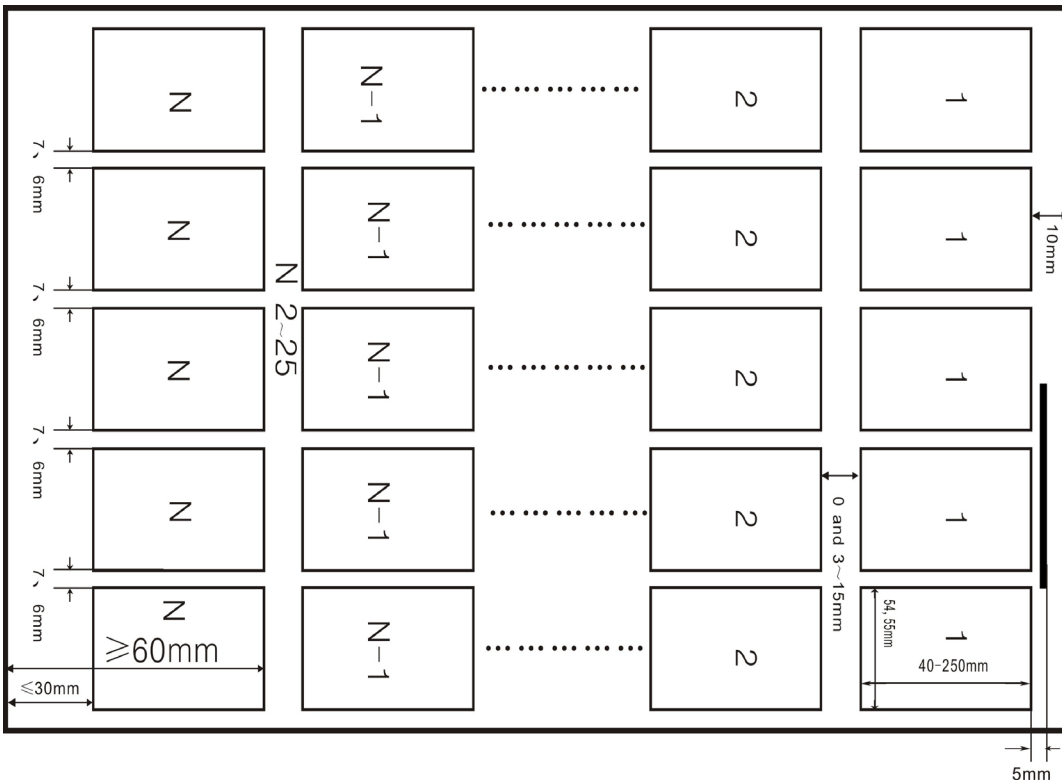 N N-1 2 1
7、6mm
N N-1 2 1
10mm
7、6mm
N 2~25
N N-1 2 1
7、6mm
N N-1 2 1
0 and 3~15mm
7、6mm
N N-1 2 1
54, 55mm
≥60mm
40-250mm
≤30mm
5mm